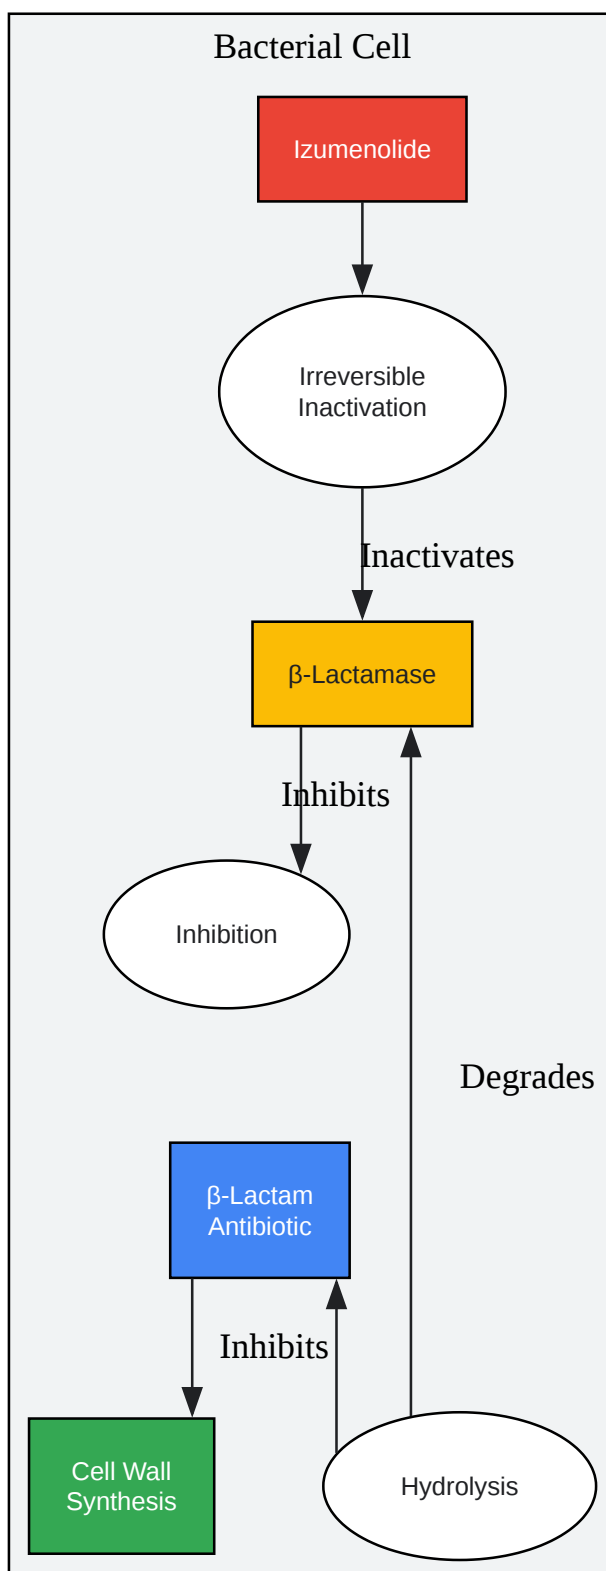 Bacterial Cell
Izumenolide
Irreversible
Inactivation
Inactivates
β-Lactamase
Inhibits
Inhibition
Degrades
β-Lactam
Antibiotic
Inhibits
Cell Wall
Synthesis
Hydrolysis